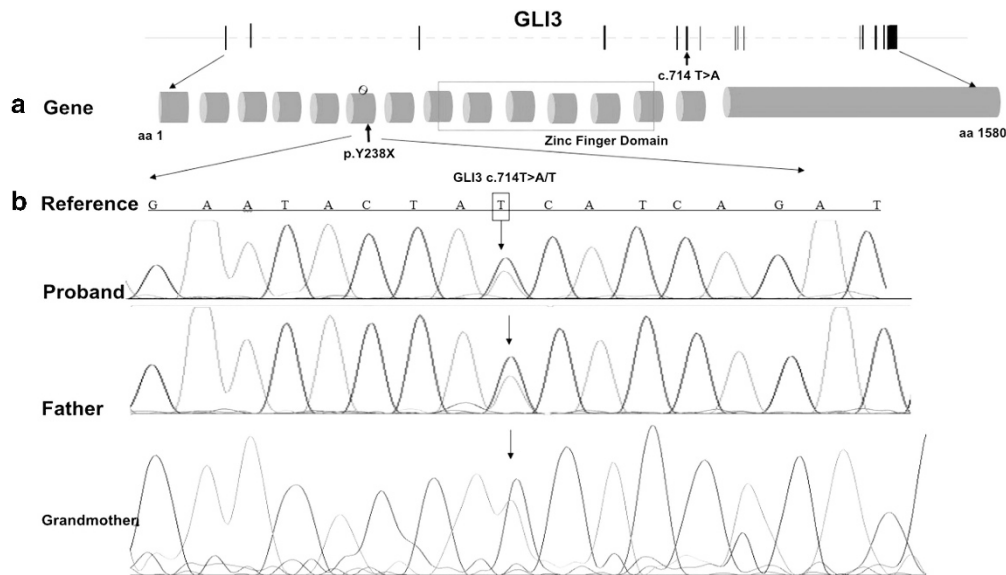 GLI3
c.714 T>A
a Gene
aa 1
p.Y238X
Zinc Finger Domain
aa 1580
GLI3 c.714T>A/T
b Reference G A A T A C T A T C A T C A G A T
Proband
Father
Grandmother